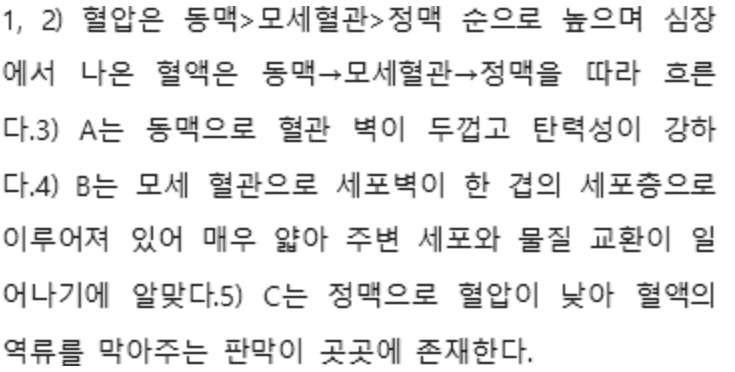 1, 2) 혈압은 동맥>모세혈관>정맥 순으로 높으며 심장
에서 나온 혈액은 동맥→모세혈관→정맥을 따라 흐른
다.3) A는 동맥으로 혈관 벽이 두껍고 탄력성이 강하
다.4) B는 모세 혈관으로 세포벽이 한 겹의 세포층으로
이루어져 있어 매우 얇아 주변 세포와 물질 교환이 일
어나기에 알맞다.5) C는 정맥으로 혈압이 낮아 혈액의
역류를 막아주는 판막이 곳곳에 존재한다.